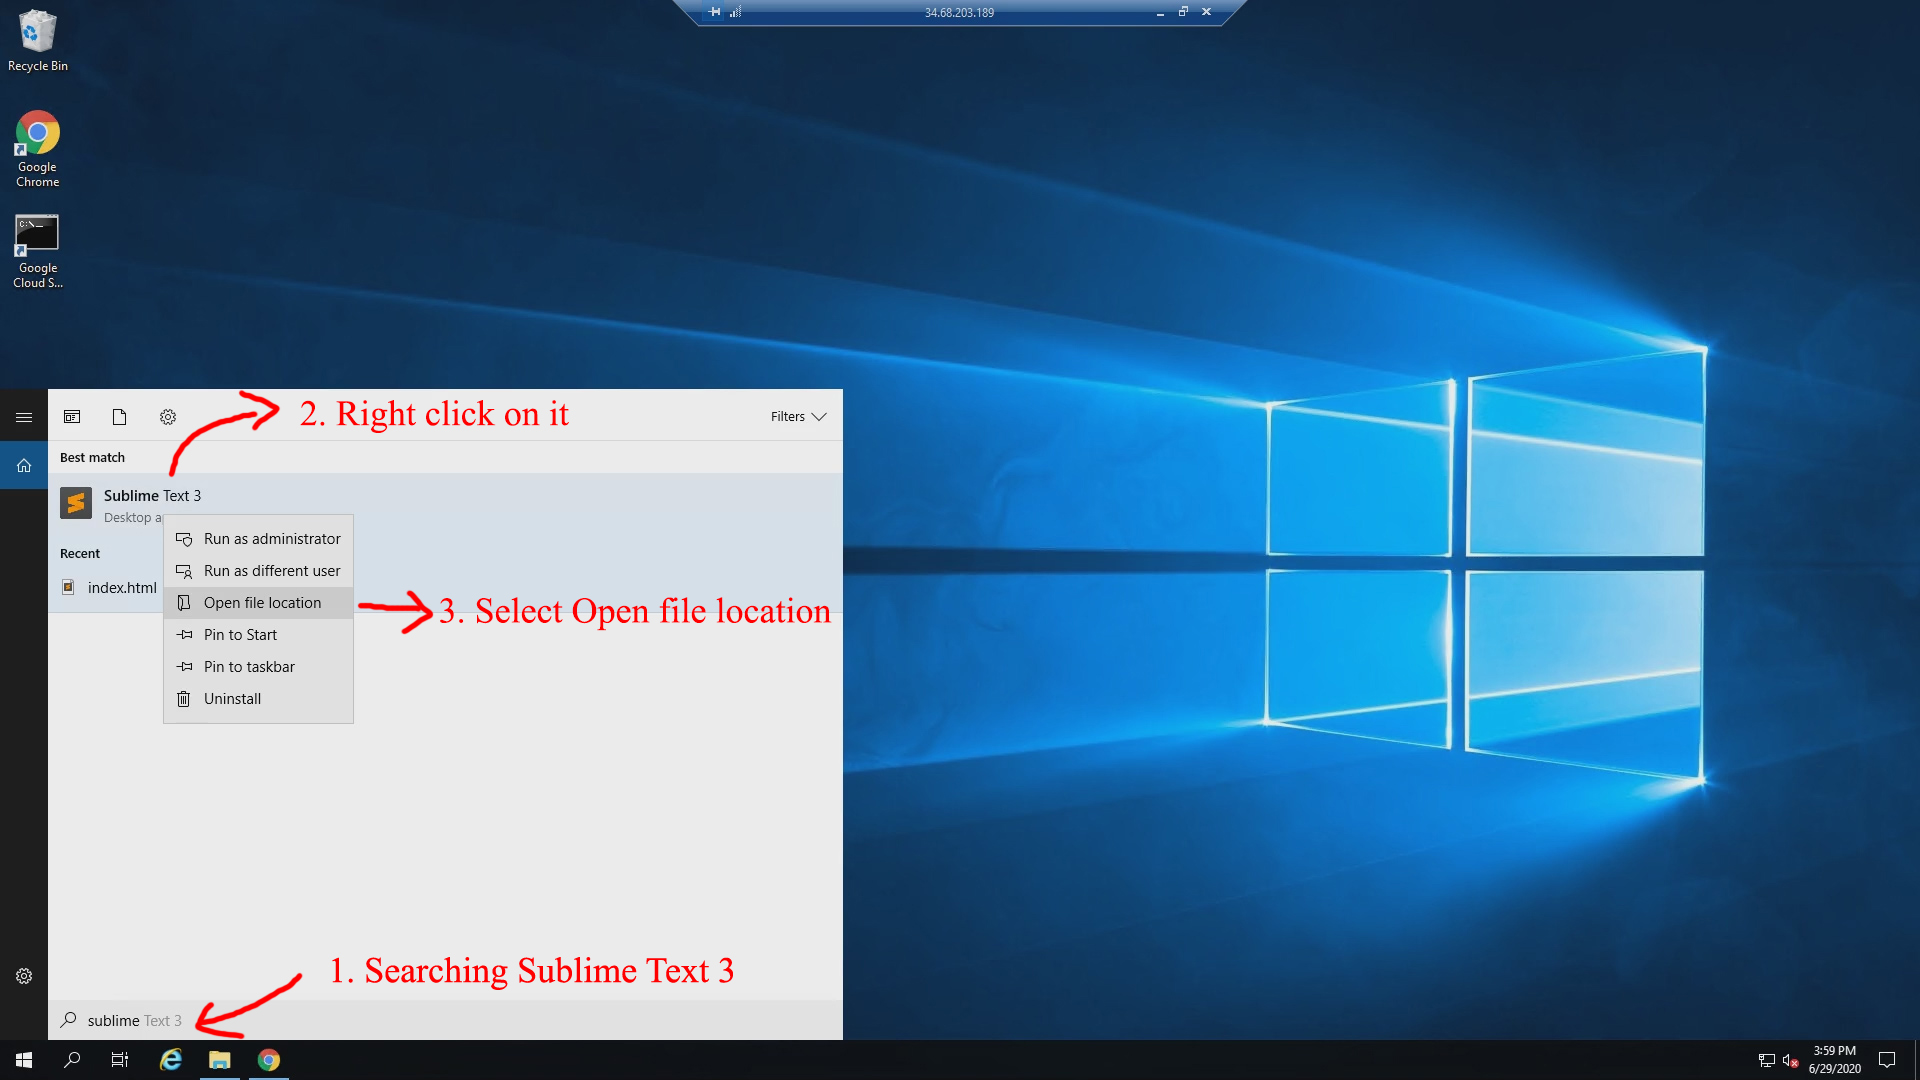 34.68.203.189
Recycle Bin
Google
Chrome
C:\_
Google
Cloud S...
2. Right click on it
Filters
Best match
Sublime Text 3
Desktop a
Run as administrator
Run as different user
Recent
index.html
Open file location
3. Select Open file location
Pin to Start
Pin to taskbar
Uninstall
1. Searching Sublime Text 3
sublime Text 3
3:59 PM
6/29/2020